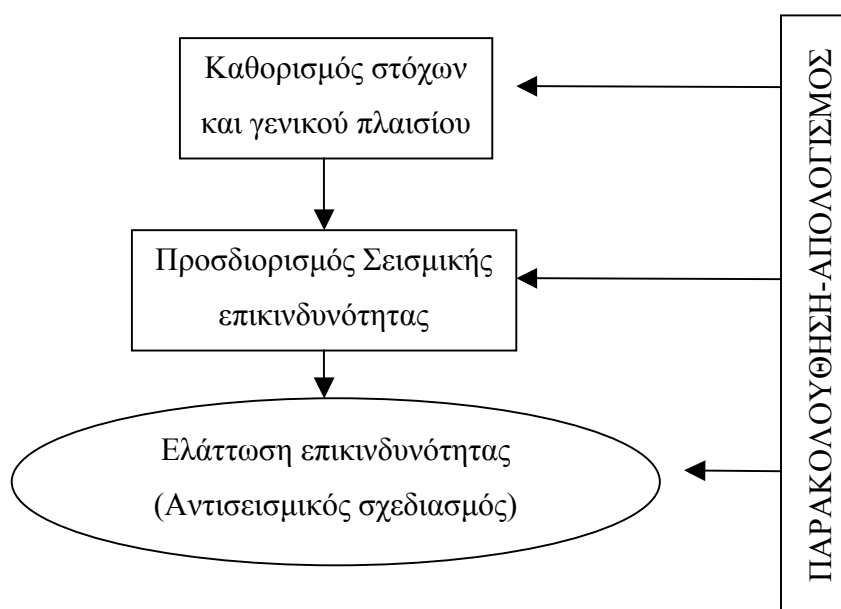 Καθορισμός στόχων
και γενικού πλαισίου
Προσδιορισμός Σεισμικής
επικινδυνότητας
Ελάττωση επικινδυνότητας
(Αντισεισμικός σχεδιασμός)
ΠΑΡΑΚΟΛΟΥΘΗΣΗ-ΑΠΟΛΟΓΙΣΜΟΣ